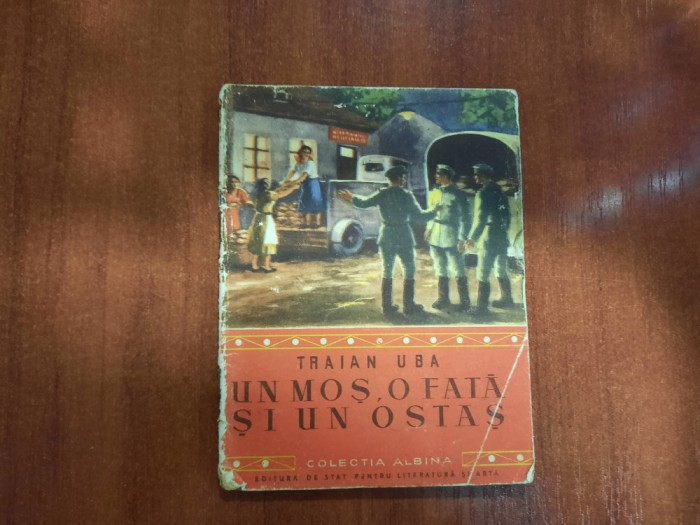 TRAIAN UBA
UN MOȘ, O FATĂ
ȘI UN OSTAȘ
COLECȚIA ALBINA
EDITURA DE STAT PENTRU LITERATURĂ ȘI ARTĂ